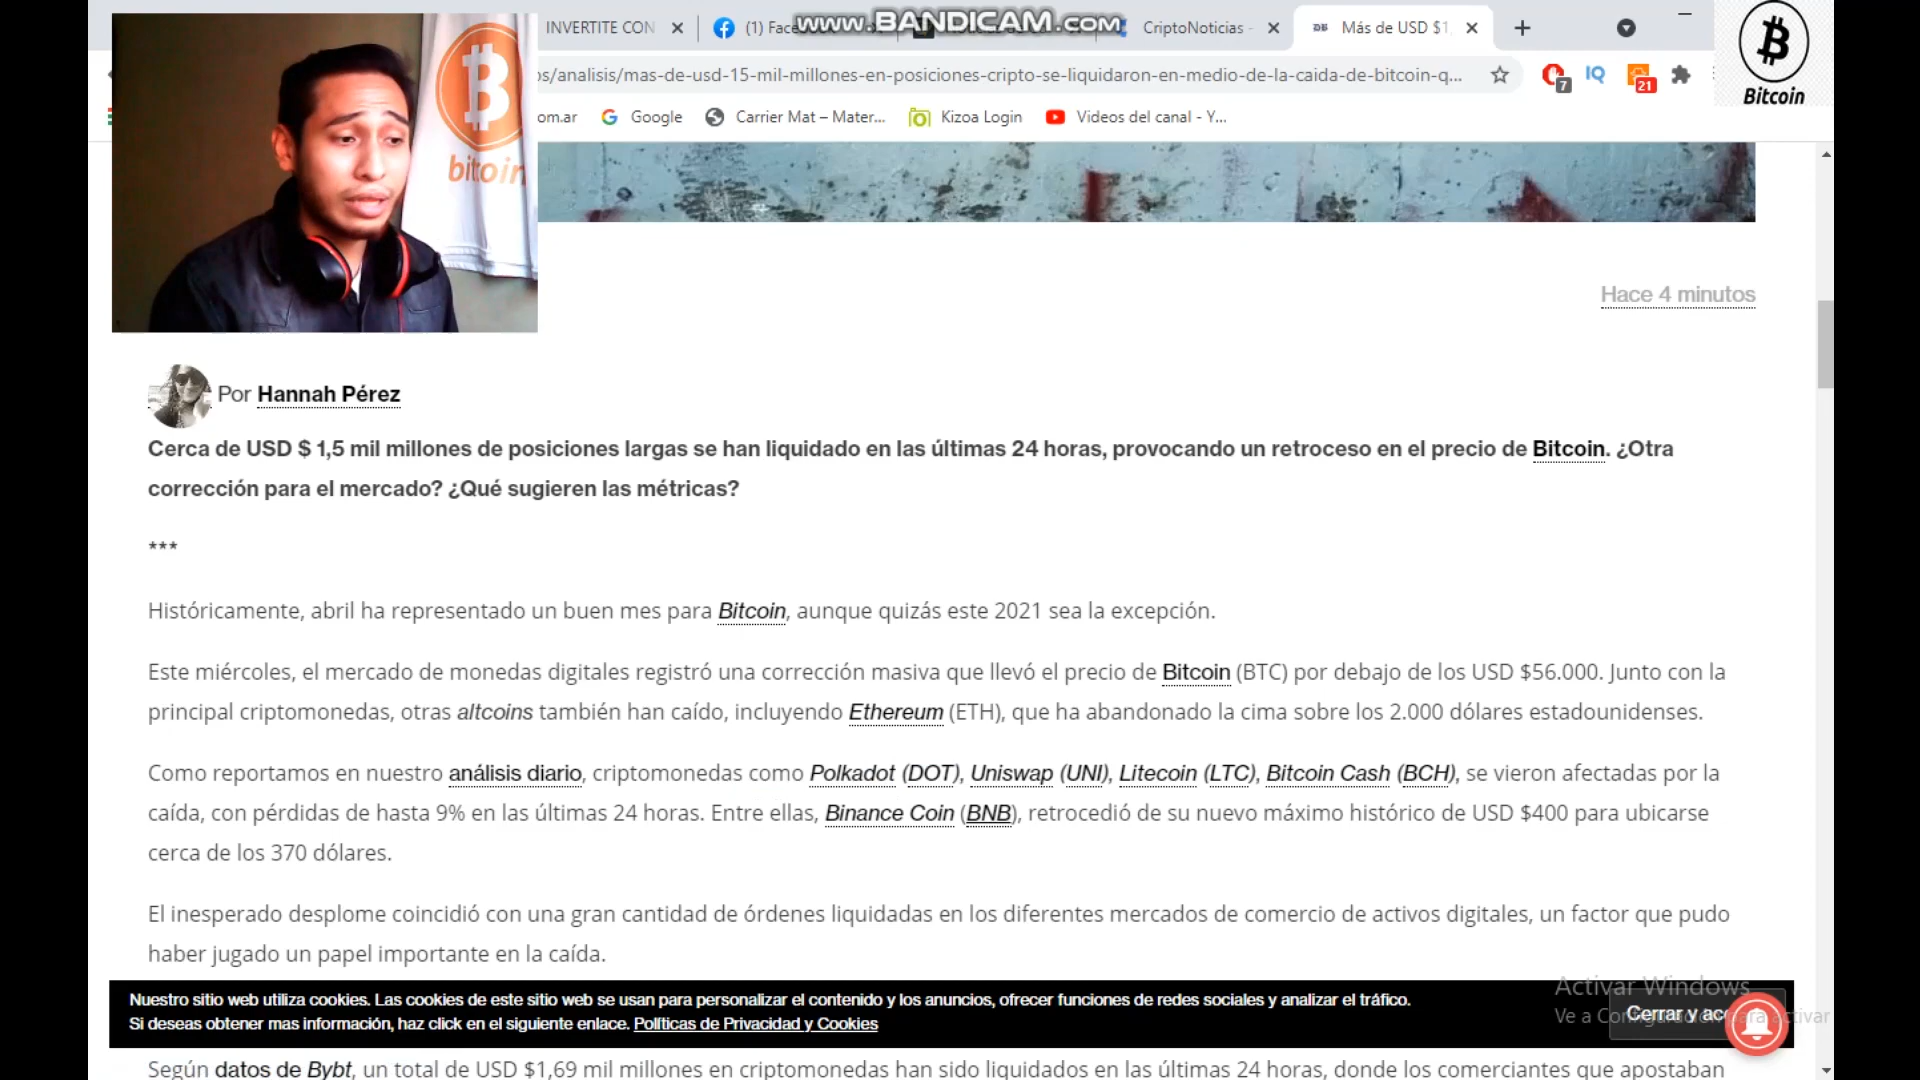 INVERTITE CON
(1) Face
www.BANDICAM.com
CriptoNoticias -
DB
Más de USD $1
os/analisis/mas-de-usd-15-mil-millones-en-posiciones-cripto-se-liquidaron-en-medio-de-la-caida-de-bitcoin-q...
7
IQ
21
Bitcoin
om.ar
Google
Carrier Mat – Mater...
Kizoa Login
Videos del canal - Y...
bitcoin
Hace 4 minutos
Por Hannah Pérez
Cerca de USD $ 1,5 mil millones de posiciones largas se han liquidado en las últimas 24 horas, provocando un retroceso en el precio de Bitcoin. ¿Otra
corrección para el mercado? ¿Qué sugieren las métricas?
***
Históricamente, abril ha representado un buen mes para Bitcoin, aunque quizás este 2021 sea la excepción.
Este miércoles, el mercado de monedas digitales registró una corrección masiva que llevó el precio de Bitcoin (BTC) por debajo de los USD $56.000. Junto con la
principal criptomonedas, otras altcoins también han caído, incluyendo Ethereum (ETH), que ha abandonado la cima sobre los 2.000 dólares estadounidenses.
Como reportamos en nuestro análisis diario, criptomonedas como Polkadot (DOT), Uniswap (UNI), Litecoin (LTC), Bitcoin Cash (BCH), se vieron afectadas por la
caída, con pérdidas de hasta 9% en las últimas 24 horas. Entre ellas, Binance Coin (BNB), retrocedió de su nuevo máximo histórico de USD $400 para ubicarse
cerca de los 370 dólares.
El inesperado desplome coincidió con una gran cantidad de órdenes liquidadas en los diferentes mercados de comercio de activos digitales, un factor que pudo
haber jugado un papel importante en la caída.
Nuestro sitio web utiliza cookies. Las cookies de este sitio web se usan para personalizar el contenido y los anuncios, ofrecer funciones de redes sociales y analizar el tráfico.
Si deseas obtener mas información, haz click en el siguiente enlace. Políticas de Privacidad y Cookies
Cerrar y ac
Activar Windows
Ve a Configuración para activar
Según datos de Bybt, un total de USD $1,69 mil millones en criptomonedas han sido liquidados en las últimas 24 horas, donde los comerciantes que apostaban